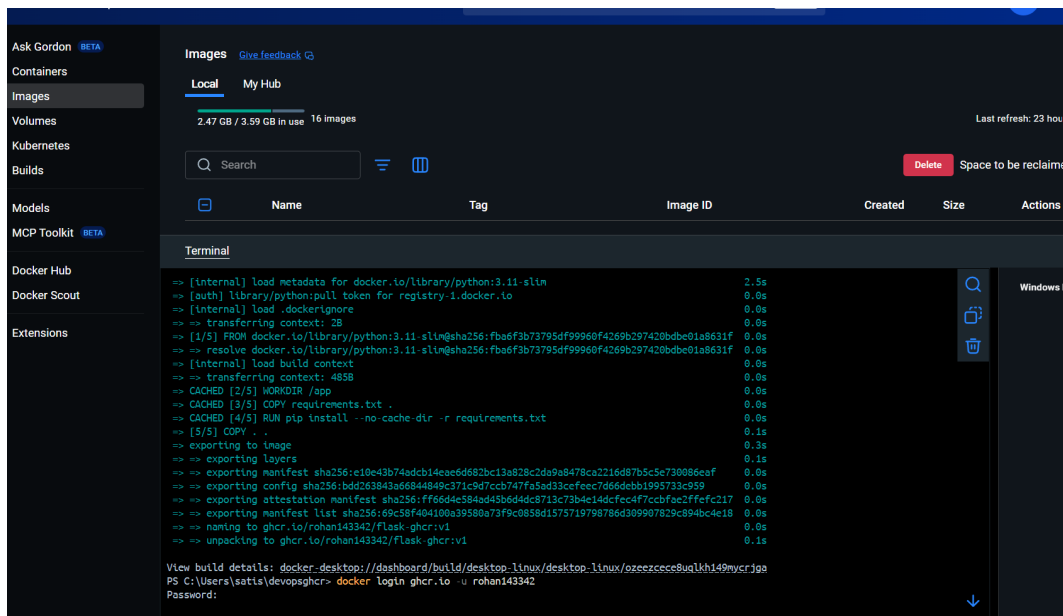 Ask Gordon BETA
Containers
Images
Volumes
Kubernetes
Builds
Models
MCP Toolkit BETA
Docker Hub
Docker Scout
Extensions
Images Give feedback
Local My Hub
2.47 GB / 3.59 GB in use 16 images
Last refresh: 23 hou
Search
Delete Space to be reclaime
Name Tag Image ID Created Size Actions
Terminal
=> [internal] load metadata for docker.io/library/python:3.11-slim 2.5s
=> [auth] library/python:pull token for registry-1.docker.io 0.0s
=> [internal] load .dockerignore 0.0s
=> => transferring context: 2B 0.0s
=> [1/5] FROM docker.io/library/python:3.11-slim@sha256:fba6f3b73795df99960f4269b297420bdbe01a8631f 0.0s
=> => resolve docker.io/library/python:3.11-slim@sha256:fba6f3b73795df99960f4269b297420bdbe01a8631f 0.0s
=> [internal] load build context 0.0s
=> => transferring context: 485B 0.0s
=> CACHED [2/5] WORKDIR /app 0.0s
=> CACHED [3/5] COPY requirements.txt . 0.0s
=> CACHED [4/5] RUN pip install --no-cache-dir -r requirements.txt 0.0s
=> [5/5] COPY . . 0.1s
=> exporting to image 0.3s
=> => exporting layers 0.1s
=> => exporting manifest sha256:e10e43b74adcb14eae6d682bc13a828c2da9a8478ca2216d87b5c5e730086eaf 0.0s
=> => exporting config sha256:bdd263843a66844849c371c9d7ccb747fa5ad33cefeec7d66debb1995733c959 0.0s
=> => exporting attestation manifest sha256:ff66d4e584ad45b6d4dc8713c73b4e14dcfec4f7ccbfae2ffefc217 0.0s
=> => exporting manifest list sha256:69c58f404100a39580a73f9c0858d1575719798786d309907829c894bc4e18 0.0s
=> => naming to ghcr.io/rohan143342/flask-ghcr:v1 0.0s
=> => unpacking to ghcr.io/rohan143342/flask-ghcr:v1 0.1s
View build details: docker-desktop://dashboard/build/desktop-linux/desktop-linux/ozeezcece8uqlkh149mycrjga
PS C:\Users\satis\devopsghcr> docker login ghcr.io -u rohan143342
Password:
Windows